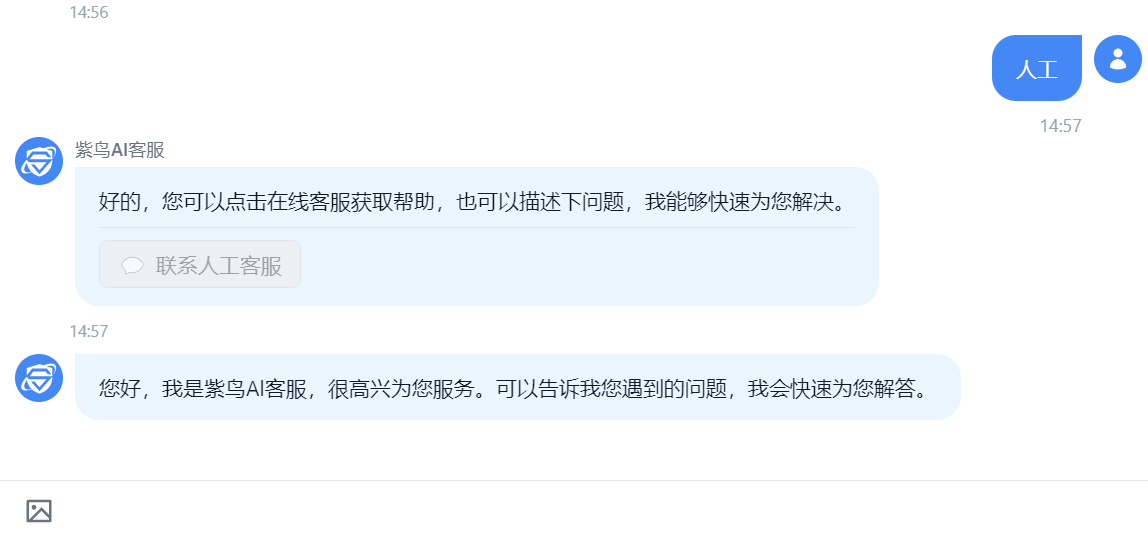 14:56
人工
14:57
紫鸟AI客服
好的，您可以点击在线客服获取帮助，也可以描述下问题，我能够快速为您解决。
联系人工客服
14:57
您好，我是紫鸟AI客服，很高兴为您服务。可以告诉我您遇到的问题，我会快速为您解答。